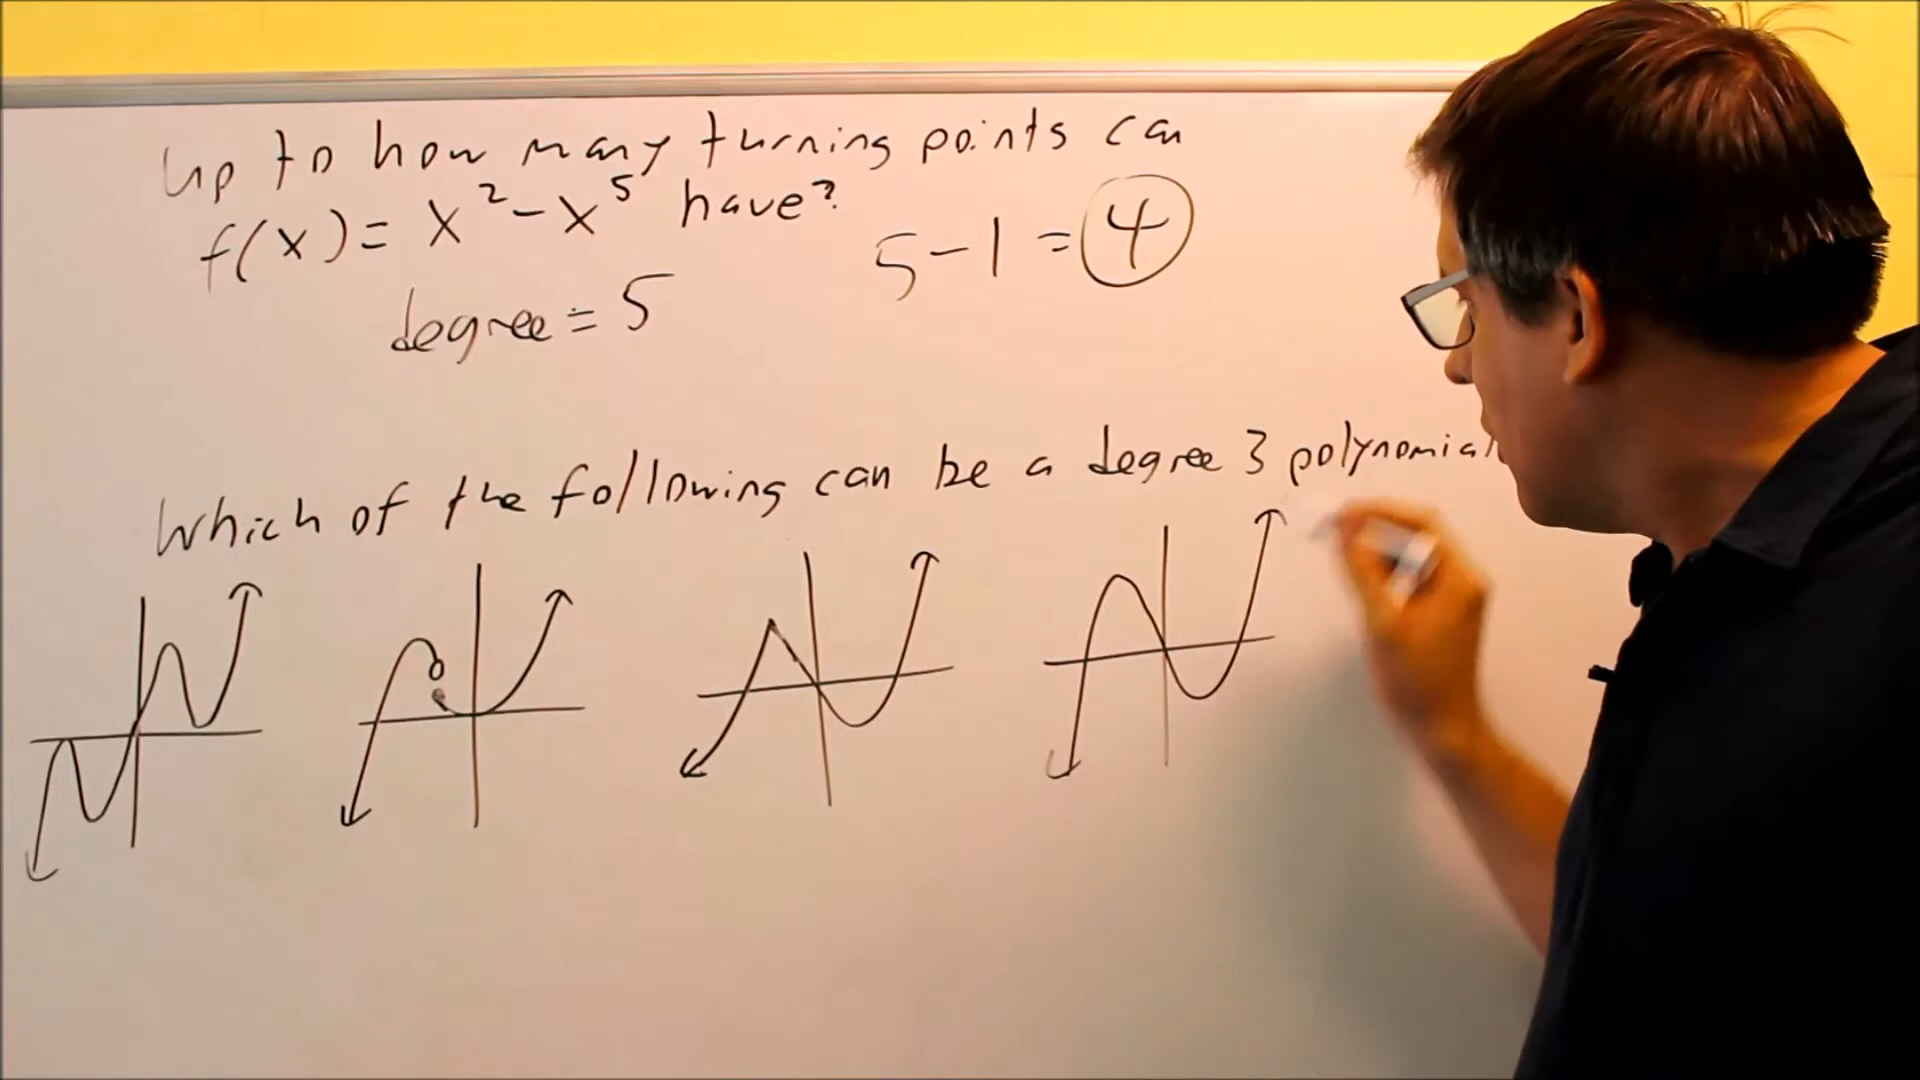 Up to how many turning points can
f(x) = x² - x⁵ have?
5 - 1 = 4
degree = 5
Which of the following can be a degree 3 polynomial